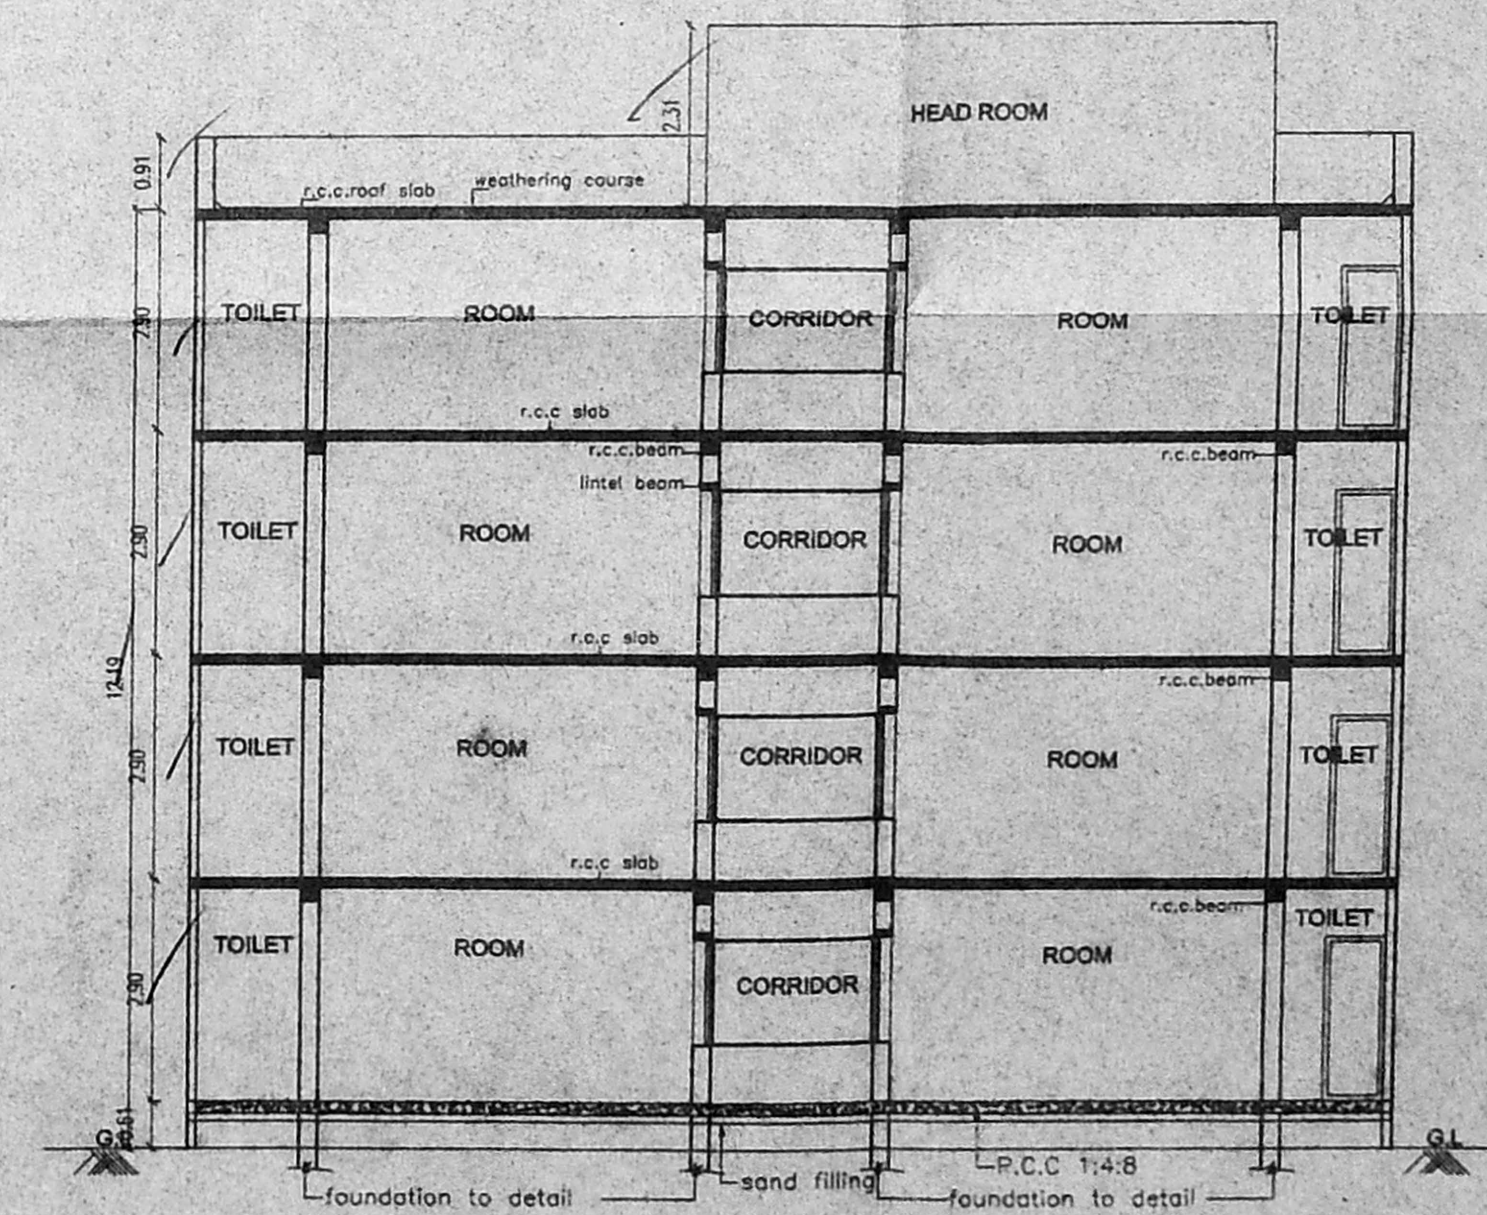 HEAD ROOM
2.31
0.91
r.c.c.roof slab
weathering course
TOILET
ROOM
CORRIDOR
ROOM
TOILET
2.90
r.c.c slab
r.c.c.beam
r.c.c.beam
lintel beam
TOILET
ROOM
CORRIDOR
ROOM
TOILET
2.90
r.c.c slab
12.19
r.c.c.beam
TOILET
ROOM
CORRIDOR
ROOM
TOILET
2.90
r.c.c slab
r.c.c.beam
TOILET
TOILET
ROOM
ROOM
2.90
CORRIDOR
G.L
P.C.C 1:4:8
sand filling
foundation to detail
foundation to detail